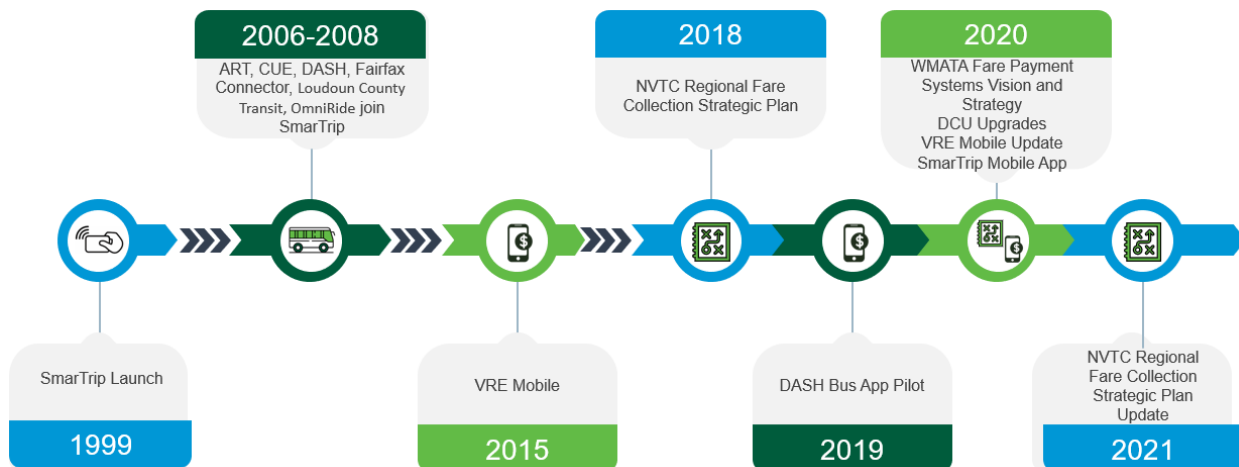 2006-2008
ART, CUE, DASH, Fairfax
Connector, Loudoun County
Transit, OmniRide join
SmarTrip
2018
NVTC Regional Fare
Collection Strategic Plan
2020
WMATA Fare Payment
Systems Vision and
Strategy
DCU Upgrades
VRE Mobile Update
SmarTrip Mobile App
SmarTrip Launch
1999
VRE Mobile
2015
DASH Bus App Pilot
2019
NVTC Regional
Fare Collection
Strategic Plan
Update
2021